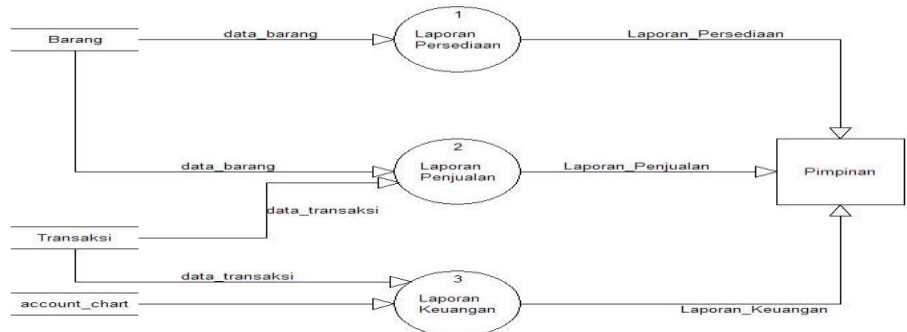 1
data_barang
Laporan_Persediaan
Barang
Laporan
Persediaan
2
data_barang
Laporan
Penjualan
Laporan_Penjualan
Pimpinan
data_transaksi
Transaksi
data_transaksi
3
account_chart
Laporan
Keuangan
Laporan_Keuangan